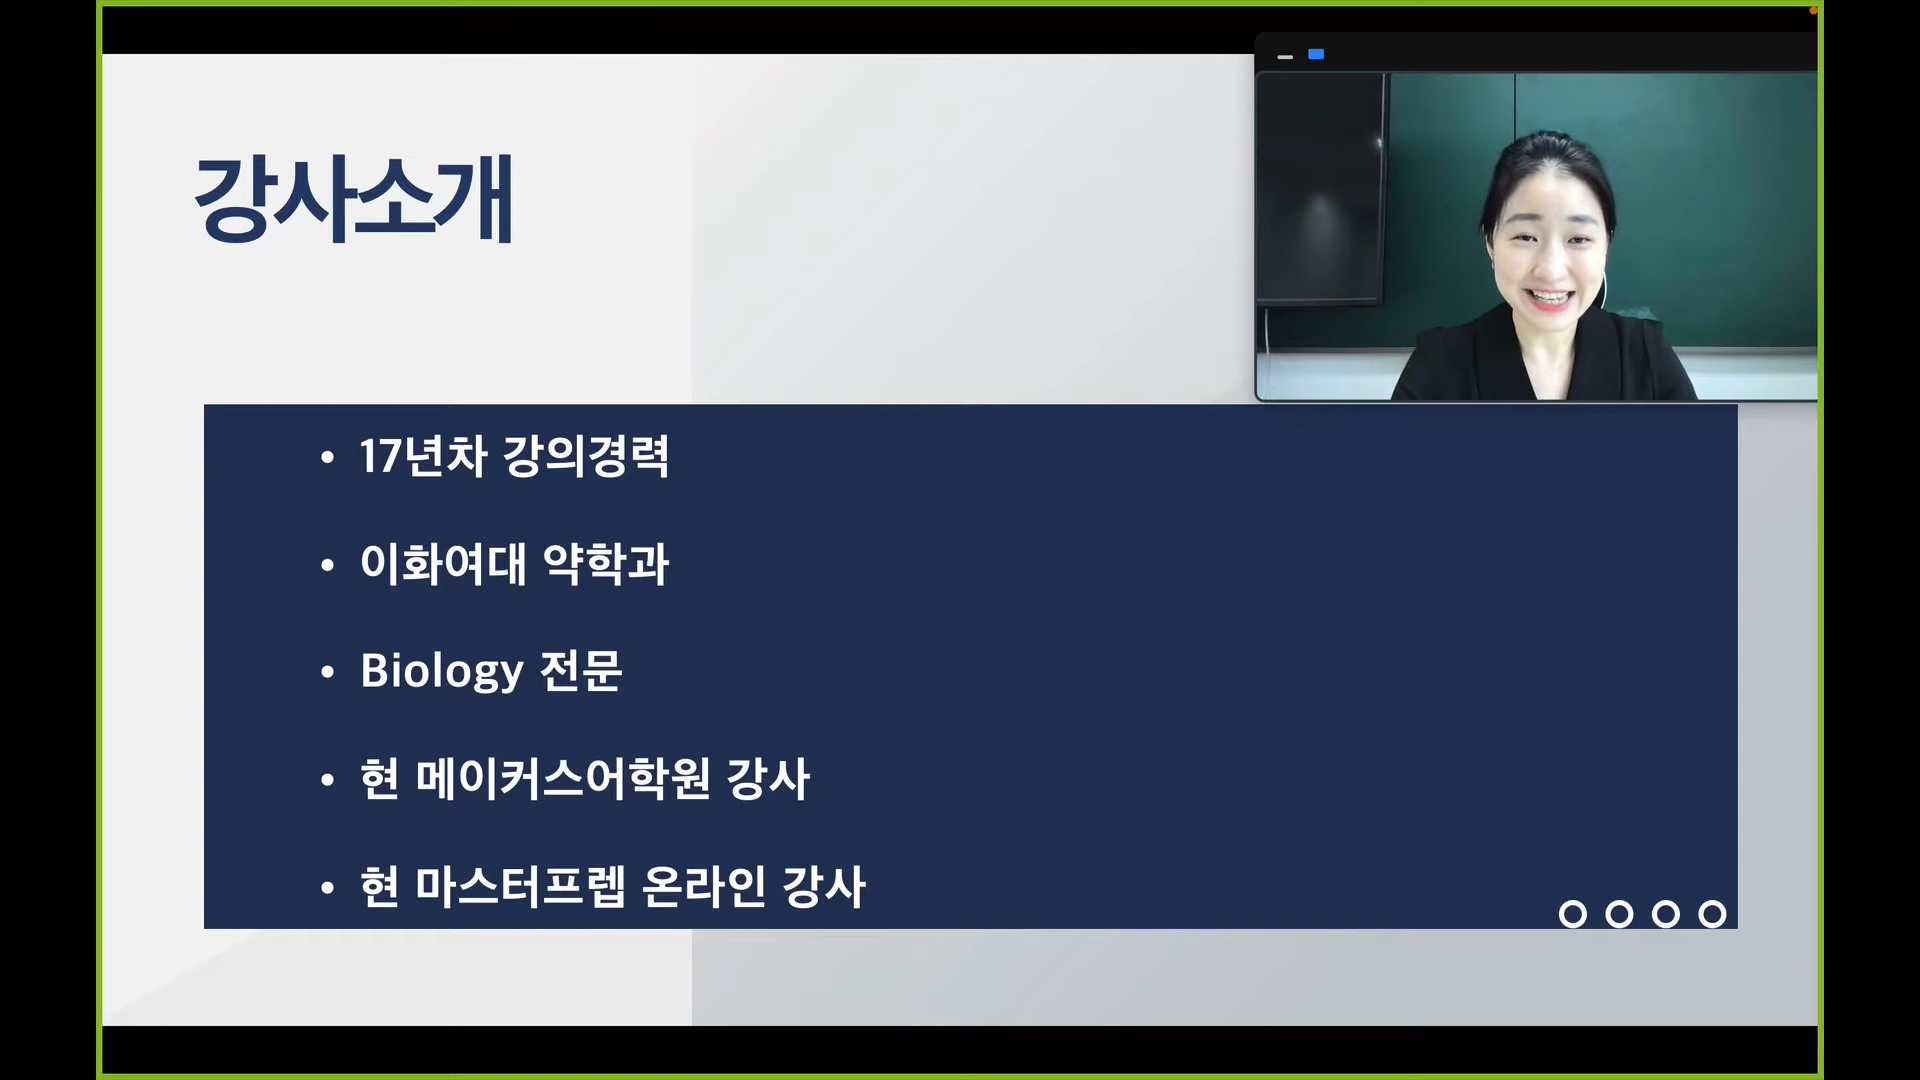 강사소개
• 17년차 강의경력
• 이화여대 약학과
• Biology 전문
• 현 메이커스어학원 강사
• 현 마스터프렙 온라인 강사